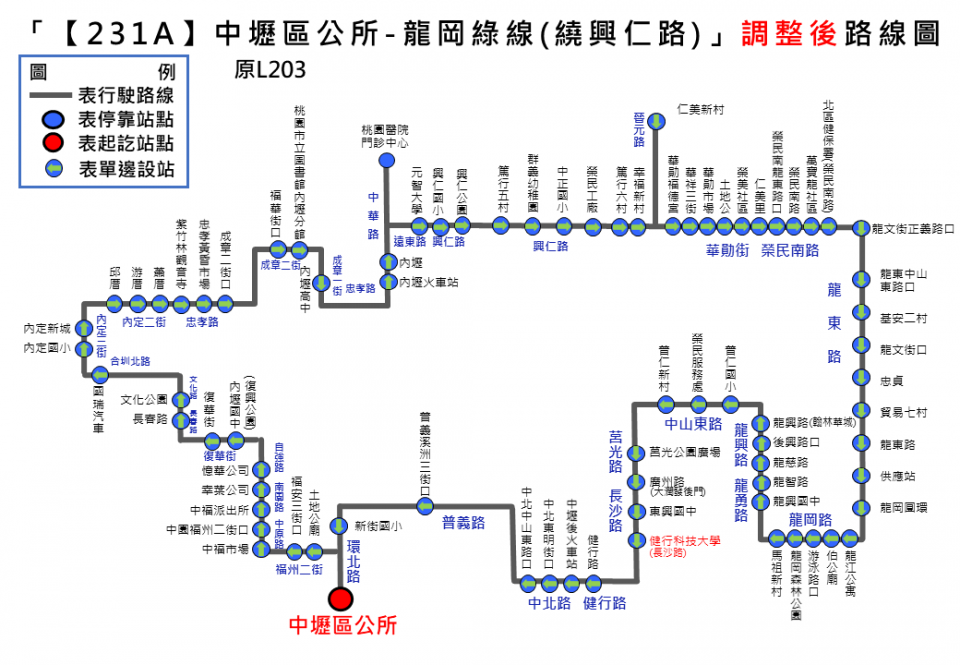 「【231A】中壢區公所-龍岡綠線(繞興仁路)」調整後路線圖
原L203
圖 例
表行駛路線
表停靠站點
表起訖站點
表單邊設站
中壢區公所
環北路
福州二街
土地公廟
福安三街口
中福市場
中園福州二街口
中福派出所
幸葉公司
憶華公司
中原路
南園路
自強路
內壢國中
(復興公園)
復華街
復華街
長春路
文化公園
長春路
文化路
國瑞汽車
合圳北路
內定國小
內定新城
內定二街
邱厝
游厝
蕭厝
紫竹林觀音寺
忠孝黃昏市場
成章二街口
內定二街
忠孝路
福華街口
桃園市立圖書館內壢分館
成章二街
內壢高中
成章一街
忠孝路
內壢火車站
內壢
中華路
桃園醫院
門診中心
元智大學
興仁國小
興仁公園
遠東路
興仁路
篤行五村
群義幼稚園
中正國小
榮民工廠
篤行六村
幸福新村
興仁路
晉元路
仁美新村
華勛福德宮
華祥三街
華勛市場
土地公
榮美社區
仁美里
榮民南龍東路口
榮民南路
萬寶龍社區
北區健保署(榮民南路)
華勛街
榮民南路
龍文街正義路口
龍東中山
東路口
基安二村
龍文街口
忠貞
貿易七村
龍東路
供應站
龍岡圓環
龍東路
龍江公寓
伯公廟
游泳路口
龍岡森林公園
馬祖新村
龍岡路
龍興國中
龍智路
龍慈路
後興路口
龍興路(翰林華城)
龍勇路
龍興路
普仁國小
榮民服務處
普仁新村
中山東路
莒光公園廣場
廣州路
(大潤發後門)
東興國中
健行科技大學
(長沙路)
莒光路
長沙路
健行路
中壢後火車站
中北東明街口
中北中山東路口
健行路
中北路
普義溪洲三街口
普義路
新街國小